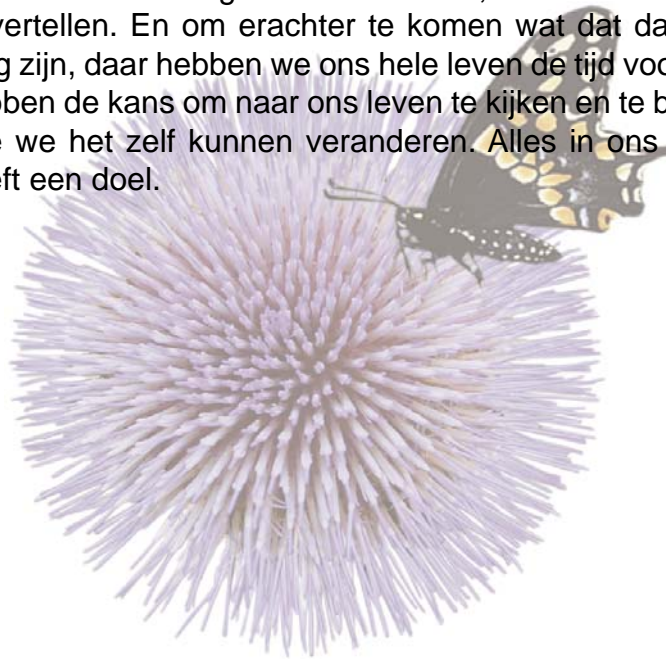 vertellen. En om erachter te komen wat dat da
g zijn, daar hebben we ons hele leven de tijd voo
bben de kans om naar ons leven te kijken en te b
e we het zelf kunnen veranderen. Alles in ons
eft een doel.